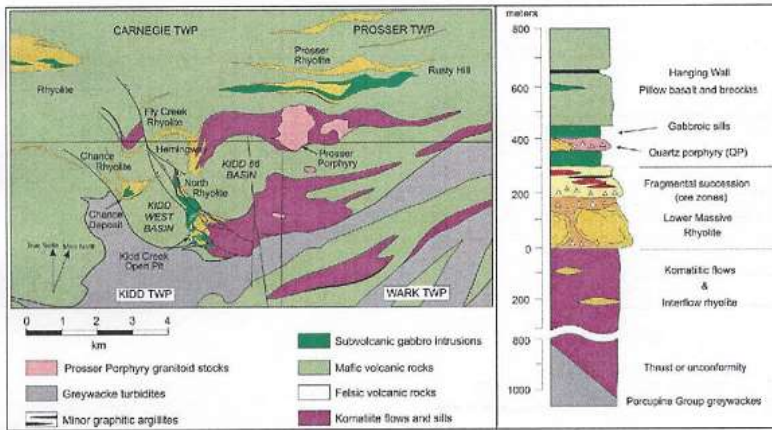 CARNEGIE TWP
PROSSER TWP
Prosser
Rhyolite
Rusty Hill
Rhyolite
Fly Creek
Rhyolite
Hemingway
Prosser
Porphyry
KIDD 66
BASIN
Chance
Rhyolite
North
Rhyolite
KIDD
WEST
BASIN
Chance
Deposit
True North
Mine North
Kidd Creek
Open Pit
KIDD TWP
WARK TWP
0 1 2 3 4
km
Prosser Porphyry granitoid stocks
Greywacke turbidites
Minor graphitic argillites
Subvolcanic gabbro intrusions
Mafic volcanic rocks
Felsic volcanic rocks
Komatiite flows and sills
meters
800
600
400
200
0
200
800
1000
Hanging Wall
Pillow basalt and breccias
Gabbroic sills
Quartz porphyry (QP)
Fragmental succession
(ore zones)
Lower Massive
Rhyolite
Komatiitic flows
&
Interflow rhyolite
Thrust or unconformity
Porcupine Group greywackes